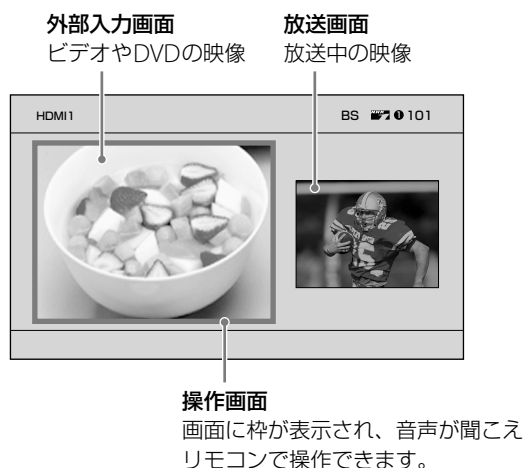 外部入力画面
ビデオやDVDの映像
放送画面
放送中の映像
HDMI1
BS ❶101
操作画面
画面に枠が表示され、音声が聞こえ
リモコンで操作できます。